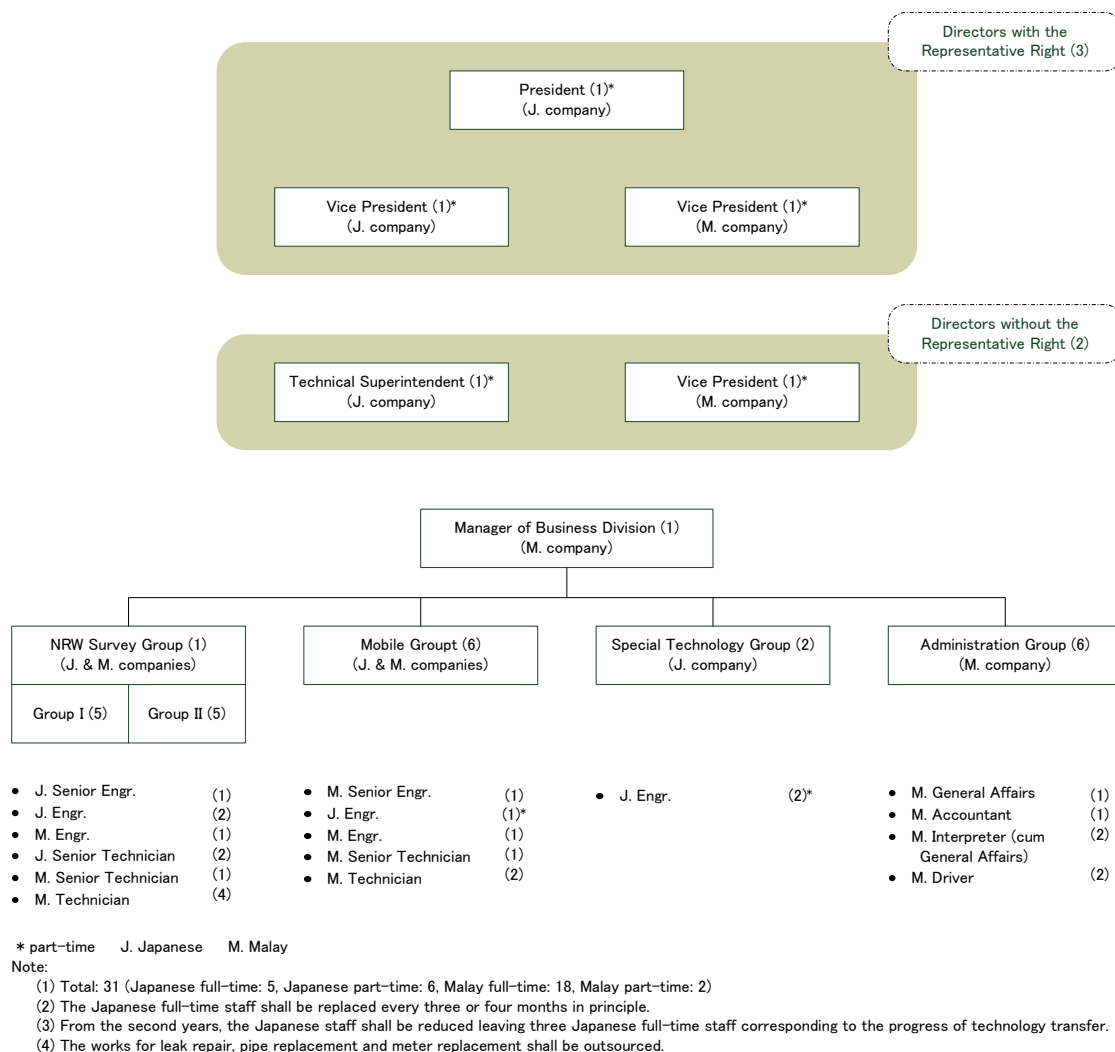 Directors with the
Representative Right (3)
President (1)*
(J. company)
Vice President (1)*
(J. company)
Vice President (1)*
(M. company)
Directors without the
Representative Right (2)
Technical Superintendent (1)*
(J. company)
Vice President (1)*
(M. company)
Manager of Business Division (1)
(M. company)
NRW Survey Group (1)
(J. & M. companies)
Group I (5)
Group II (5)
Mobile Groupt (6)
(J. & M. companies)
Special Technology Group (2)
(J. company)
Administration Group (6)
(M. company)
• J. Senior Engr. (1)
• J. Engr. (2)
• M. Engr. (1)
• J. Senior Technician (2)
• M. Senior Technician (1)
• M. Technician (4)
• M. Senior Engr. (1)
• J. Engr. (1)*
• M. Engr. (1)
• M. Senior Technician (1)
• M. Technician (2)
• J. Engr. (2)*
• M. General Affairs (1)
• M. Accountant (1)
• M. Interpreter (cum (2)
General Affairs)
• M. Driver (2)
* part-time J. Japanese M. Malay
Note:
(1) Total: 31 (Japanese full-time: 5, Japanese part-time: 6, Malay full-time: 18, Malay part-time: 2)
(2) The Japanese full-time staff shall be replaced every three or four months in principle.
(3) From the second years, the Japanese staff shall be reduced leaving three Japanese full-time staff corresponding to the progress of technology transfer.
(4) The works for leak repair, pipe replacement and meter replacement shall be outsourced.